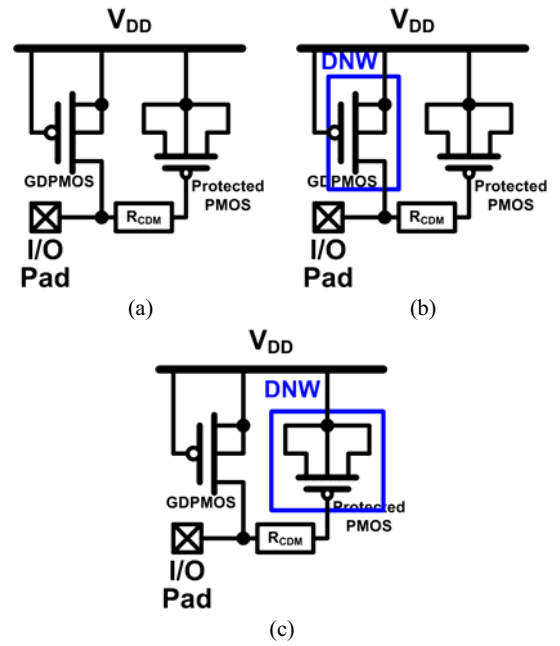 VDD
GDPMOS
Protected
PMOS
RCDM
I/O
Pad
(a)
VDD
DNW
GDPMOS
Protected
PMOS
RCDM
I/O
Pad
(b)
VDD
DNW
GDPMOS
Protected
PMOS
RCDM
I/O
Pad
(c)